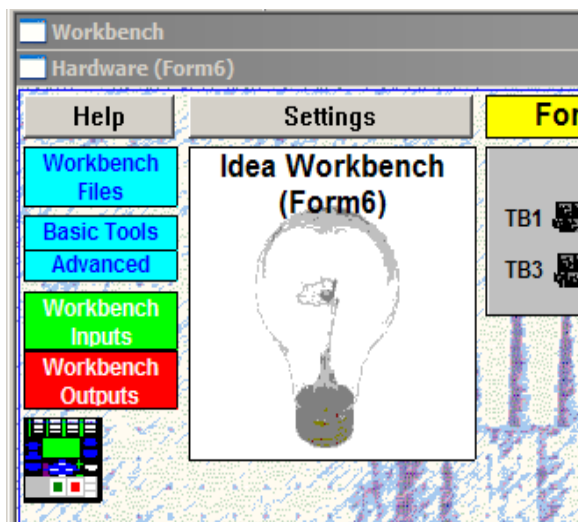 Workbench
Hardware (Form6)
Help
Settings
For
Workbench
Files
Basic Tools
Advanced
Workbench
Inputs
Workbench
Outputs
Idea Workbench
(Form6)
TB1
TB3